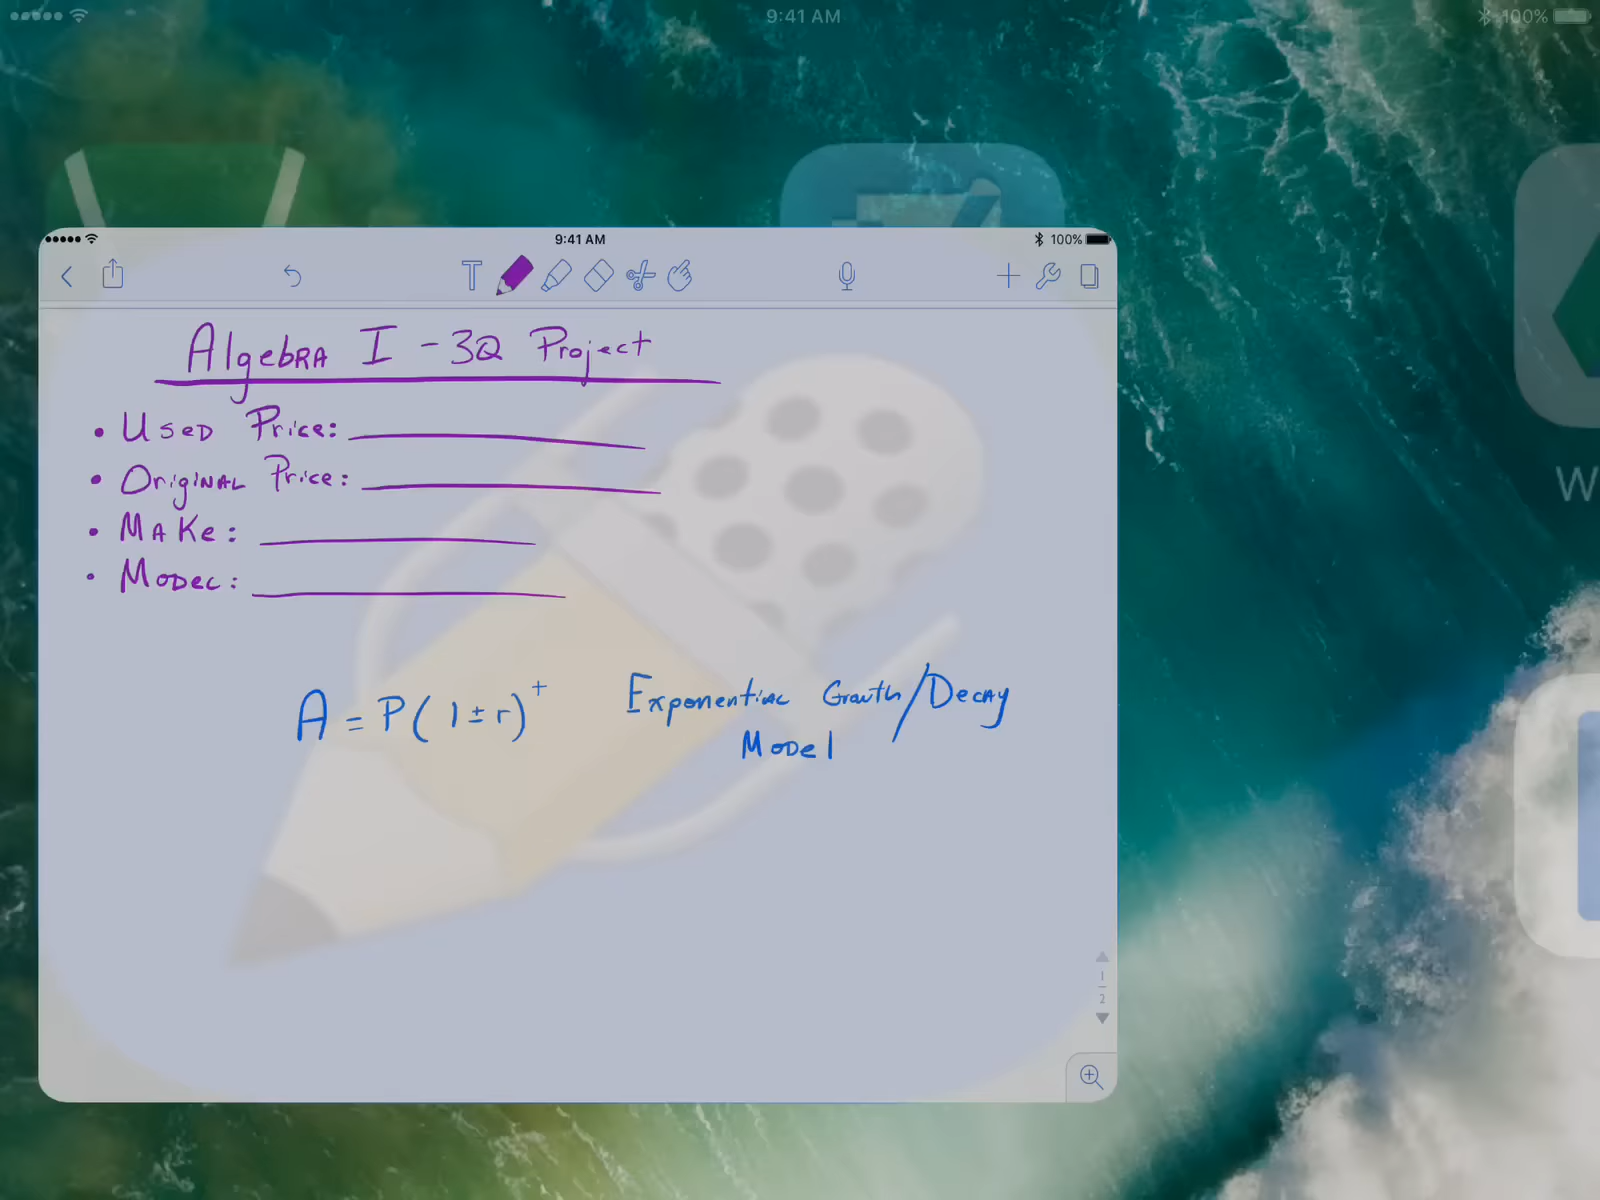 9:41 AM
100%
9:41 AM
100%
T
Algebra I - 3Q Project
• Used Price:
• Original Price:
• Make:
• Model:
A = P(1 ± r)^t
Exponential Growth/Decay
Model
W
1
2